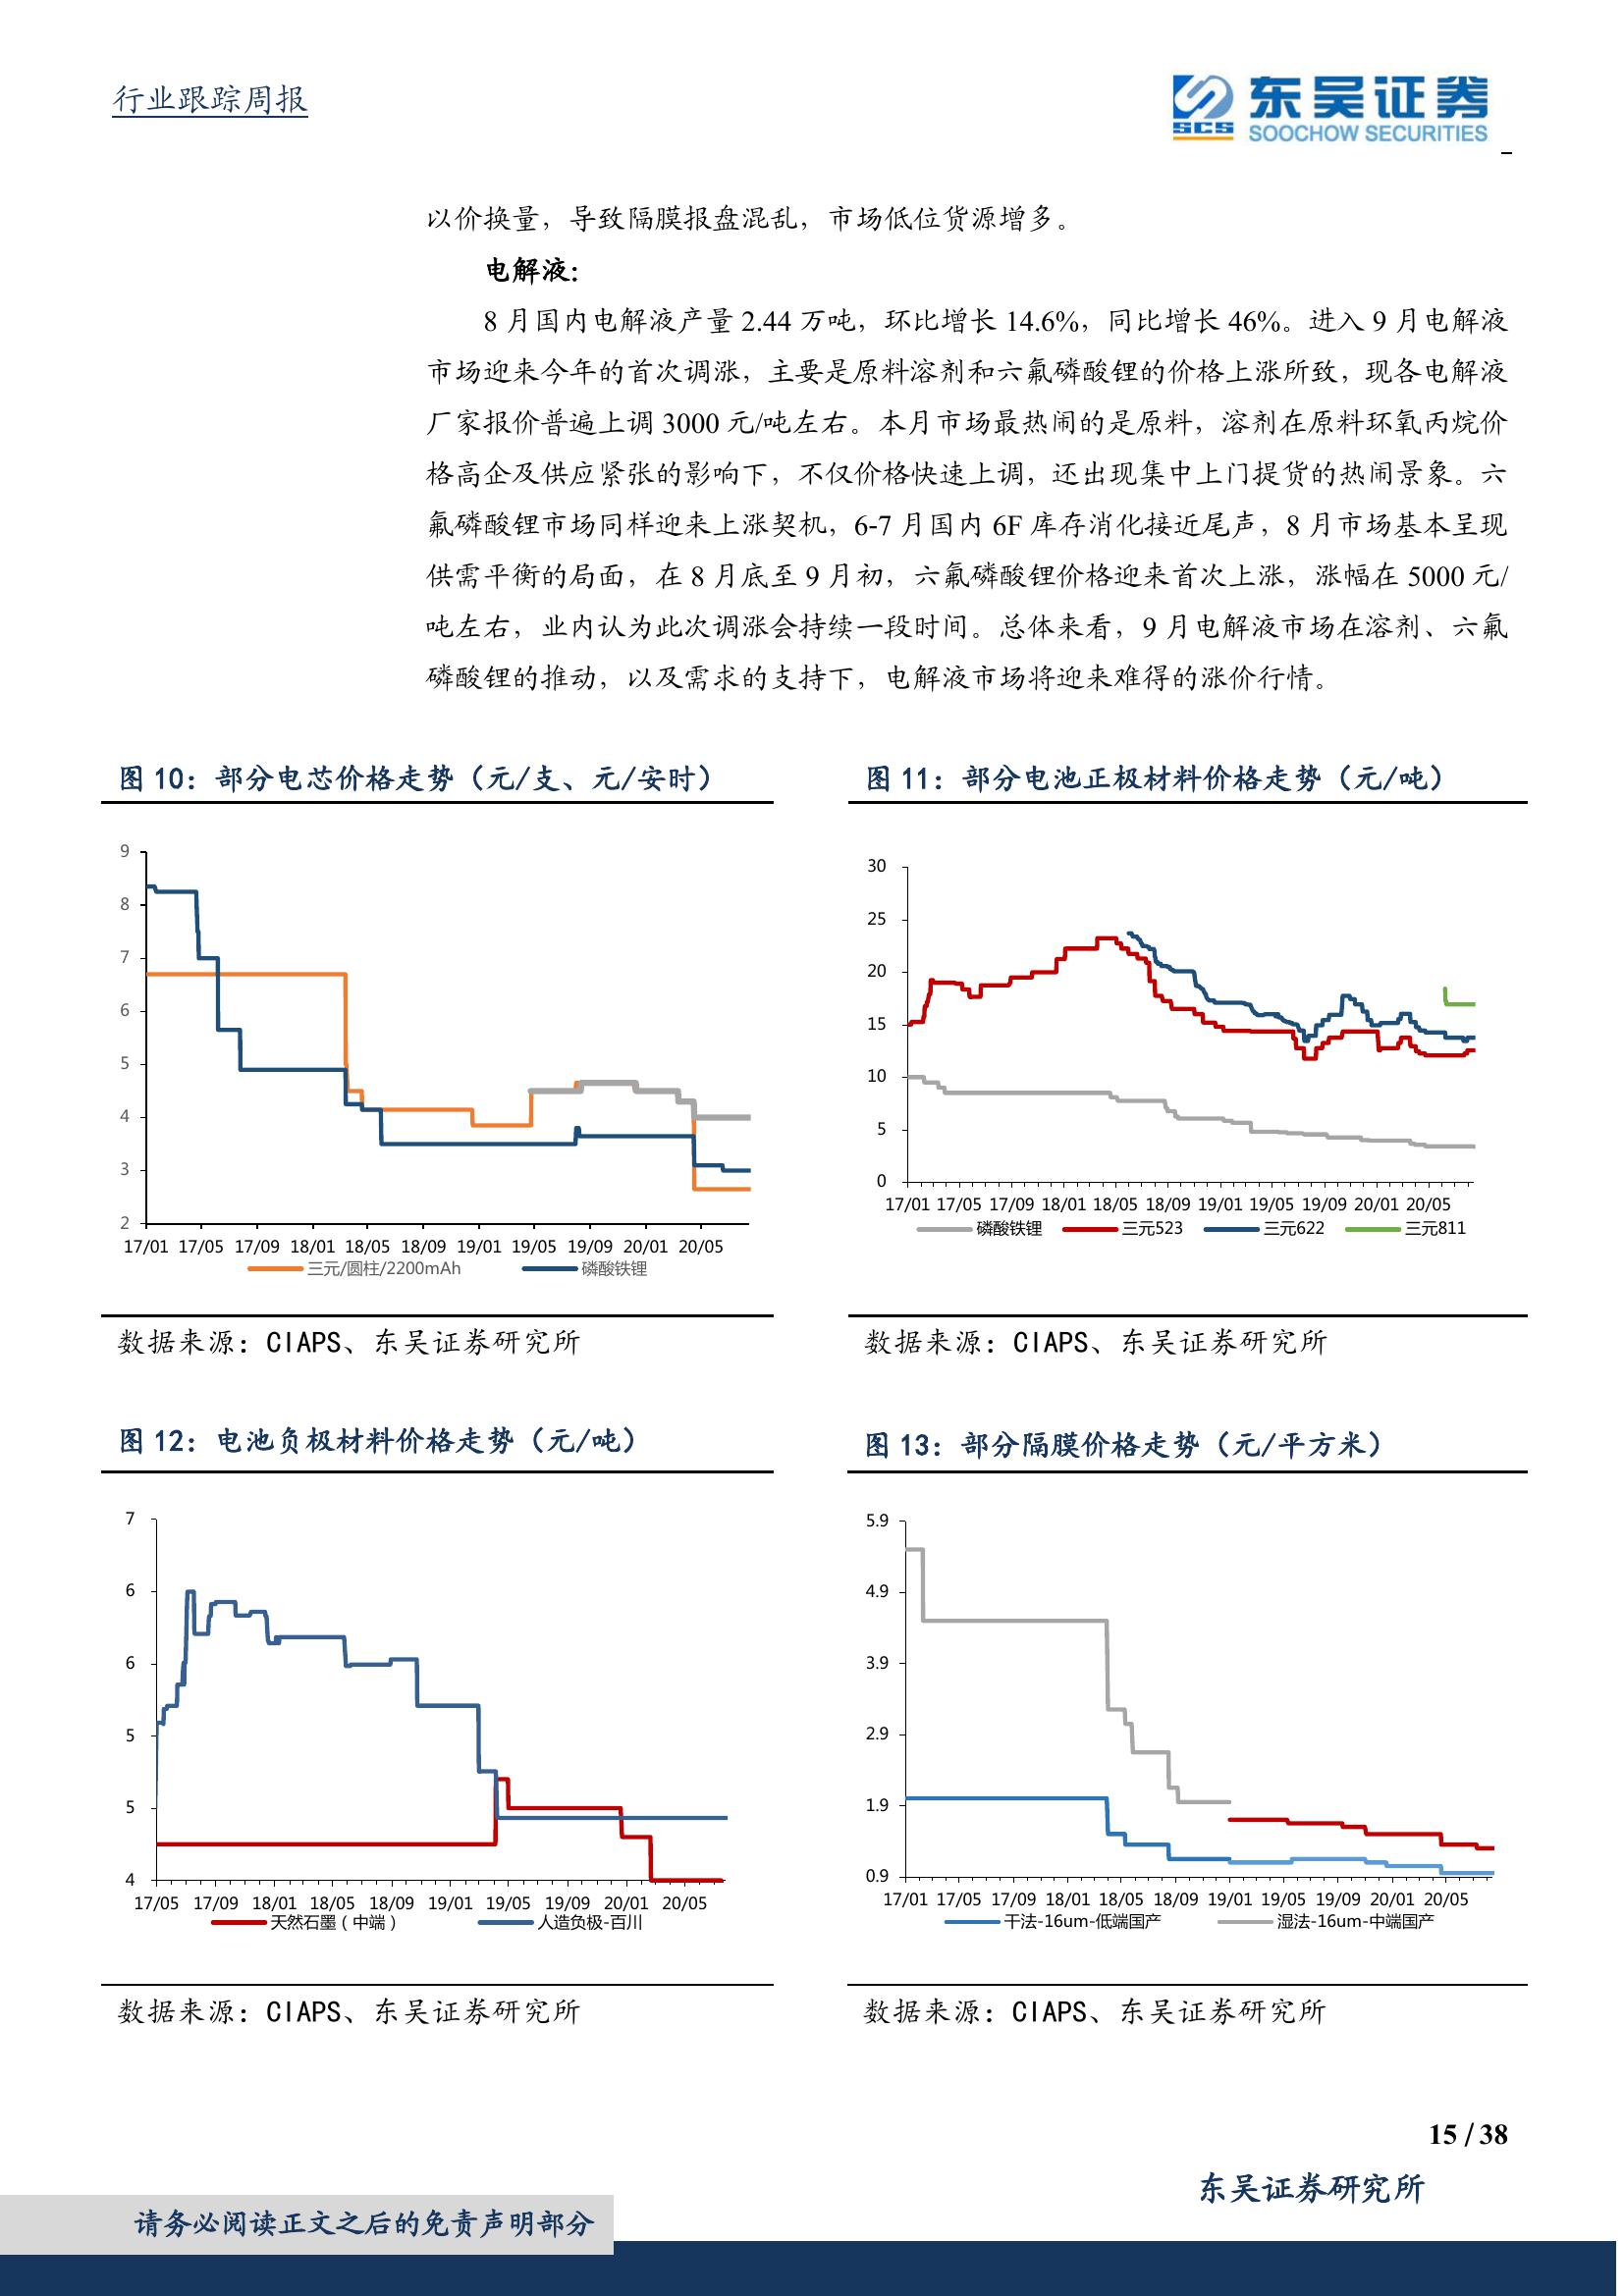 行业跟踪周报
SCS
东吴证券
SOOCHOW SECURITIES
以价换量，导致隔膜报盘混乱，市场低位货源增多。
电解液：
8 月国内电解液产量 2.44 万吨，环比增长 14.6%，同比增长 46%。进入 9 月电解液
市场迎来今年的首次调涨，主要是原料溶剂和六氟磷酸锂的价格上涨所致，现各电解液
厂家报价普遍上调 3000 元/吨左右。本月市场最热闹的是原料，溶剂在原料环氧丙烷价
格高企及供应紧张的影响下，不仅价格快速上调，还出现集中上门提货的热闹景象。六
氟磷酸锂市场同样迎来上涨契机，6-7 月国内 6F 库存消化接近尾声，8 月市场基本呈现
供需平衡的局面，在 8 月底至 9 月初，六氟磷酸锂价格迎来首次上涨，涨幅在 5000 元/
吨左右，业内认为此次调涨会持续一段时间。总体来看，9 月电解液市场在溶剂、六氟
磷酸锂的推动，以及需求的支持下，电解液市场将迎来难得的涨价行情。
图 10：部分电芯价格走势（元/支、元/安时）
9
8
7
6
5
4
3
2
17/01 17/05 17/09 18/01 18/05 18/09 19/01 19/05 19/09 20/01 20/05
三元/圆柱/2200mAh 磷酸铁锂
数据来源：CIAPS、东吴证券研究所
图 11：部分电池正极材料价格走势（元/吨）
30
25
20
15
10
5
0
17/01 17/05 17/09 18/01 18/05 18/09 19/01 19/05 19/09 20/01 20/05
磷酸铁锂 三元523 三元622 三元811
数据来源：CIAPS、东吴证券研究所
图 12：电池负极材料价格走势（元/吨）
7
6
6
5
5
4
17/05 17/09 18/01 18/05 18/09 19/01 19/05 19/09 20/01 20/05
天然石墨（中端） 人造负极-百川
数据来源：CIAPS、东吴证券研究所
图 13：部分隔膜价格走势（元/平方米）
5.9
4.9
3.9
2.9
1.9
0.9
17/01 17/05 17/09 18/01 18/05 18/09 19/01 19/05 19/09 20/01 20/05
干法-16um-低端国产 湿法-16um-中端国产
数据来源：CIAPS、东吴证券研究所
15 / 38
东吴证券研究所
请务必阅读正文之后的免责声明部分